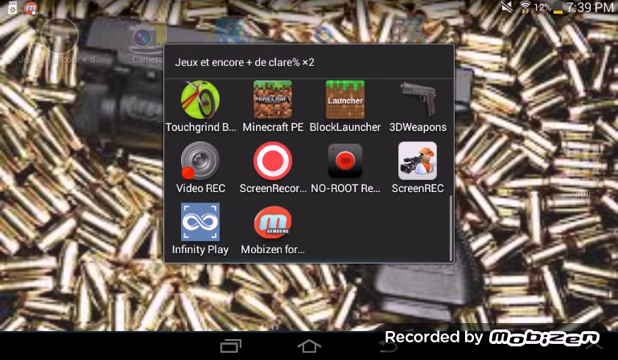 12% 7:39 PM
Jeux et encore + de clare% ×2
Touchgrind B... Minecraft PE BlockLauncher 3DWeapons
Video REC ScreenRecor... NO-ROOT Re... ScreenREC
Infinity Play Mobizen for...
Recorded by MOBIZEN